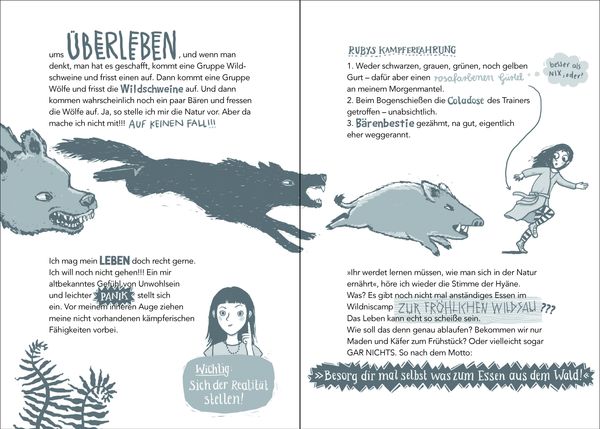 ums ÜBERLEBEN, und wenn man
denkt, man hat es geschafft, kommt eine Gruppe Wild-
schweine und frisst einen auf. Dann kommt eine Gruppe
Wölfe und frisst die Wildschweine auf. Und dann
kommen wahrscheinlich noch ein paar Bären und fressen
die Wölfe auf. Ja, so stelle ich mir die Natur vor. Aber da
mache ich nicht mit!!! AUF KEINEN FALL!!!
Ich mag mein LEBEN doch recht gerne.
Ich will noch nicht gehen!!! Ein mir
altbekanntes Gefühl von Unwohlsein
und leichter PANIK stellt sich
ein. Vor meinem inneren Auge ziehen
meine nicht vorhandenen kämpferischen
Fähigkeiten vorbei.
Wichtig:
Sich der Realität
stellen!
RUBYS KAMPFERFAHRUNG
1. Weder schwarzen, grauen, grünen, noch gelben
Gurt – dafür aber einen rosafarbenen Gürtel
an meinem Morgenmantel.
besser als
NIX, oder?
2. Beim Bogenschießen die Coladose des Trainers
getroffen – unabsichtlich.
3. Bärenbestie gezähmt, na gut, eigentlich
eher weggerannt.
»Ihr werdet lernen müssen, wie man sich in der Natur
ernährt«, höre ich wieder die Stimme der Hyäne.
Was? Es gibt noch nicht mal anständiges Essen im
Wildniscamp ZUR FRÖHLICHEN WILDSAU ???
Das Leben kann echt so scheiße sein.
Wie soll das denn genau ablaufen? Bekommen wir nur
Maden und Käfer zum Frühstück? Oder vielleicht sogar
GAR NICHTS. So nach dem Motto:
»Besorg dir mal selbst was zum Essen aus dem Wald!«